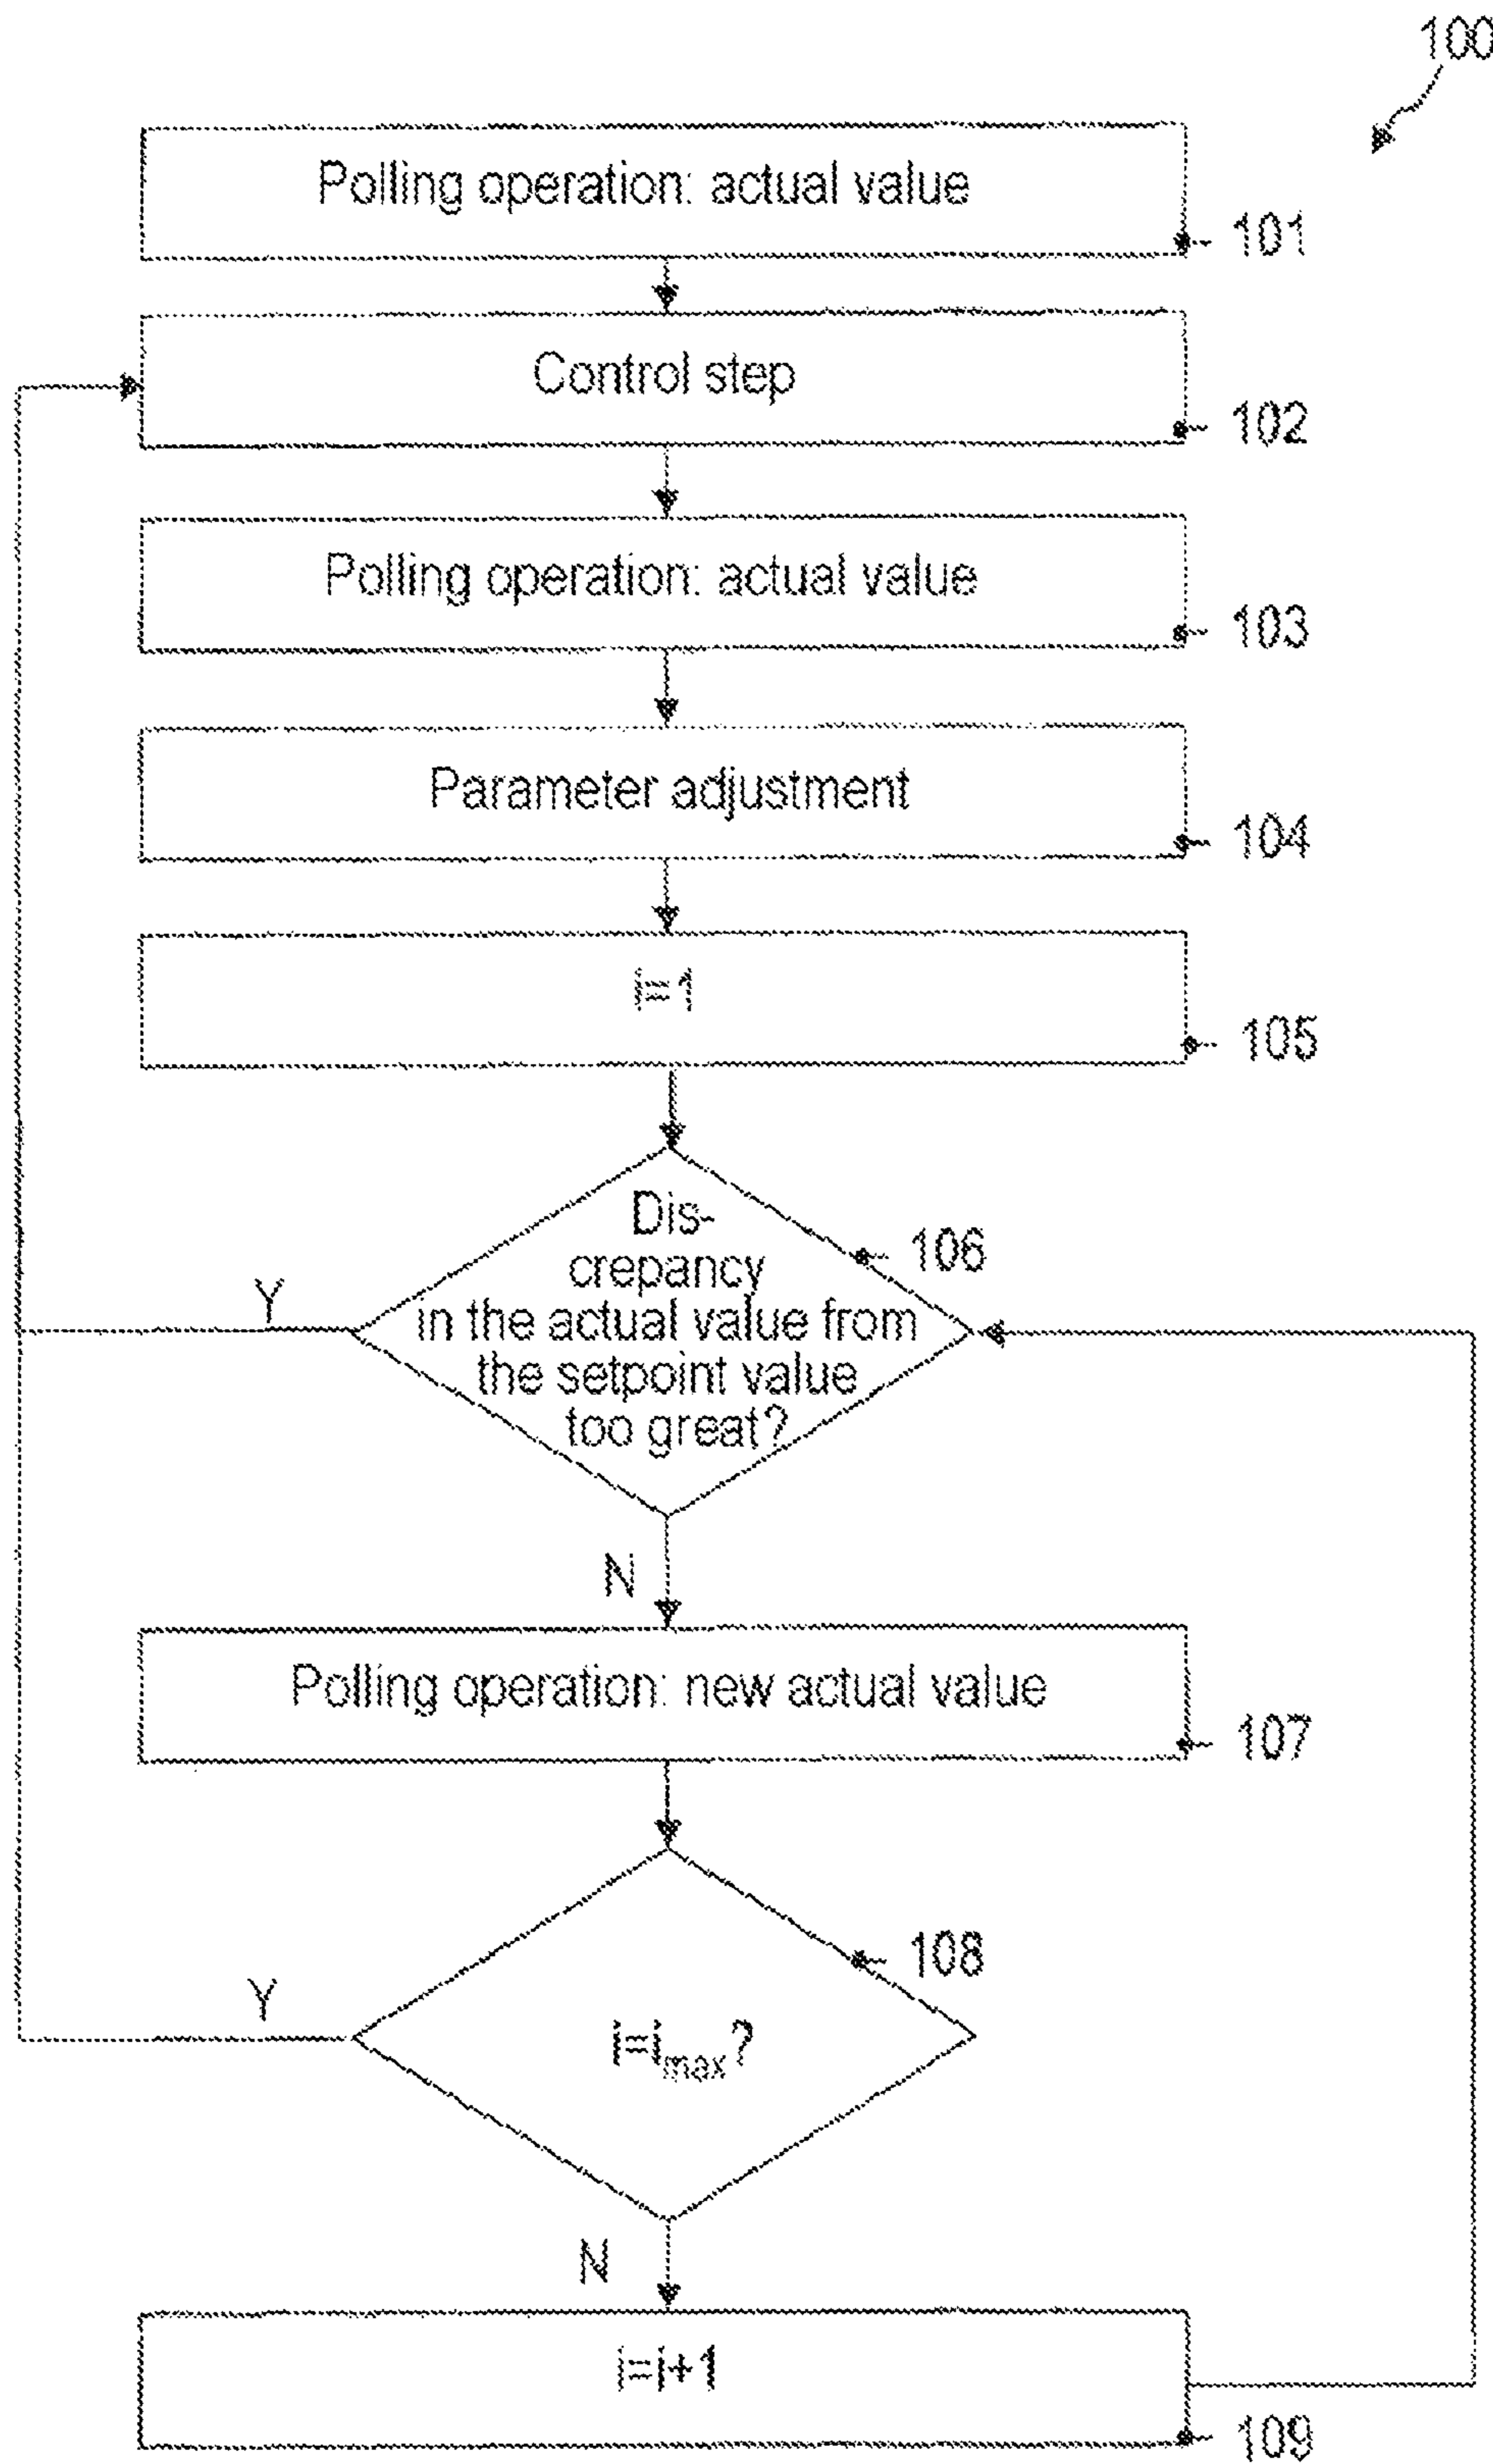 100
Polling operation: actual value
101
Control step
102
Polling operation: actual value
103
Parameter adjustment
104
i=1
105
Dis-
crepancy
in the actual value from
the setpoint value
too great?
106
Y
N
Polling operation: new actual value
107
i=imax?
108
Y
N
i=i+1
109